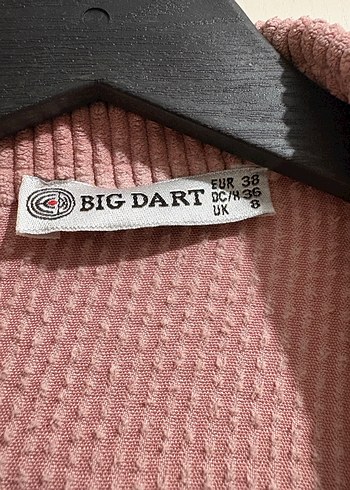 BIG DART
EUR 38
DC/H 36
UK 8